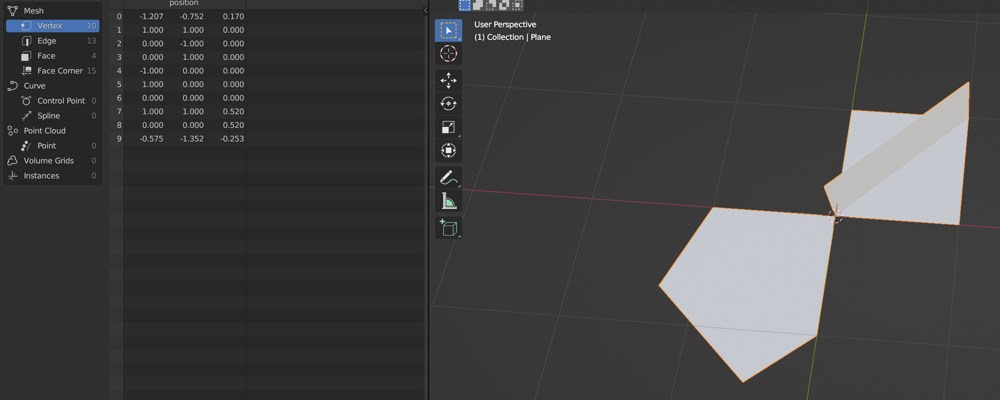 Mesh
Vertex 10
Edge 13
Face 4
Face Corner 15
Curve
Control Point 0
Spline 0
Point Cloud
Point 0
Volume Grids 0
Instances 0
position
0 -1.207 -0.752 0.170
1 1.000 1.000 0.000
2 0.000 -1.000 0.000
3 0.000 1.000 0.000
4 -1.000 0.000 0.000
5 1.000 0.000 0.000
6 0.000 0.000 0.000
7 1.000 1.000 0.520
8 0.000 0.000 0.520
9 -0.575 -1.352 -0.253
User Perspective
(1) Collection | Plane